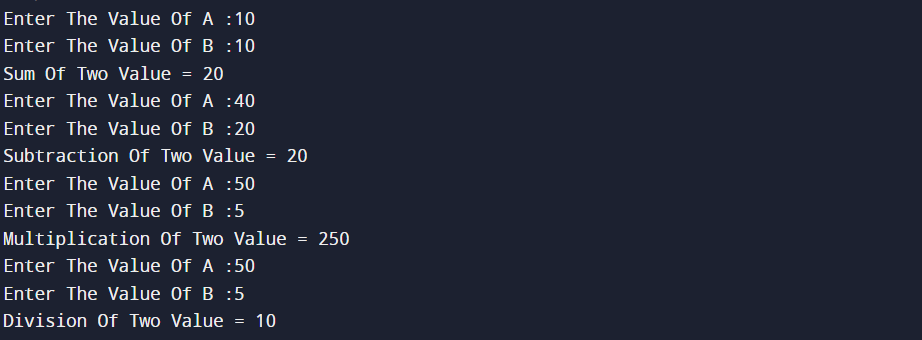 Enter The Value Of A :10
Enter The Value Of B :10
Sum Of Two Value = 20
Enter The Value Of A :40
Enter The Value Of B :20
Subtraction Of Two Value = 20
Enter The Value Of A :50
Enter The Value Of B :5
Multiplication Of Two Value = 250
Enter The Value Of A :50
Enter The Value Of B :5
Division Of Two Value = 10